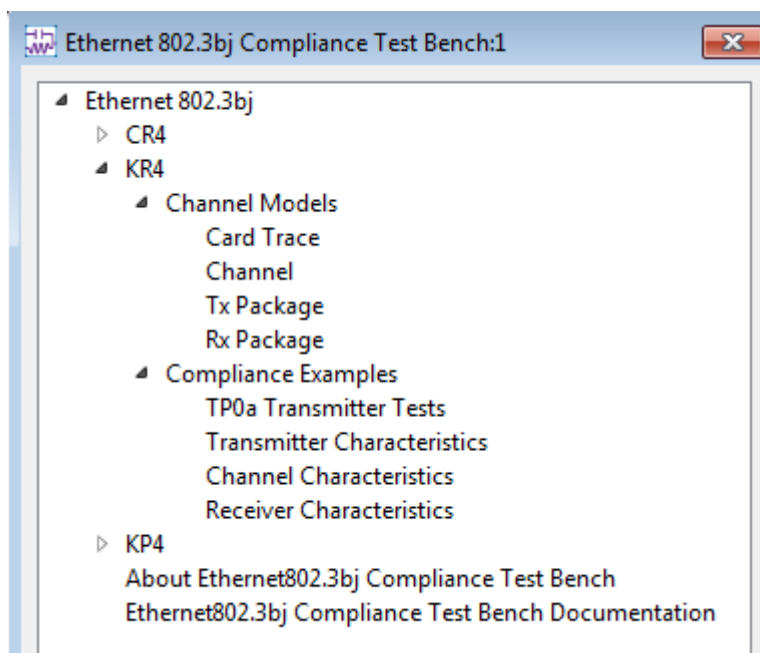 Ethernet 802.3bj Compliance Test Bench:1
Ethernet 802.3bj
CR4
KR4
Channel Models
Card Trace
Channel
Tx Package
Rx Package
Compliance Examples
TP0a Transmitter Tests
Transmitter Characteristics
Channel Characteristics
Receiver Characteristics
KP4
About Ethernet802.3bj Compliance Test Bench
Ethernet802.3bj Compliance Test Bench Documentation